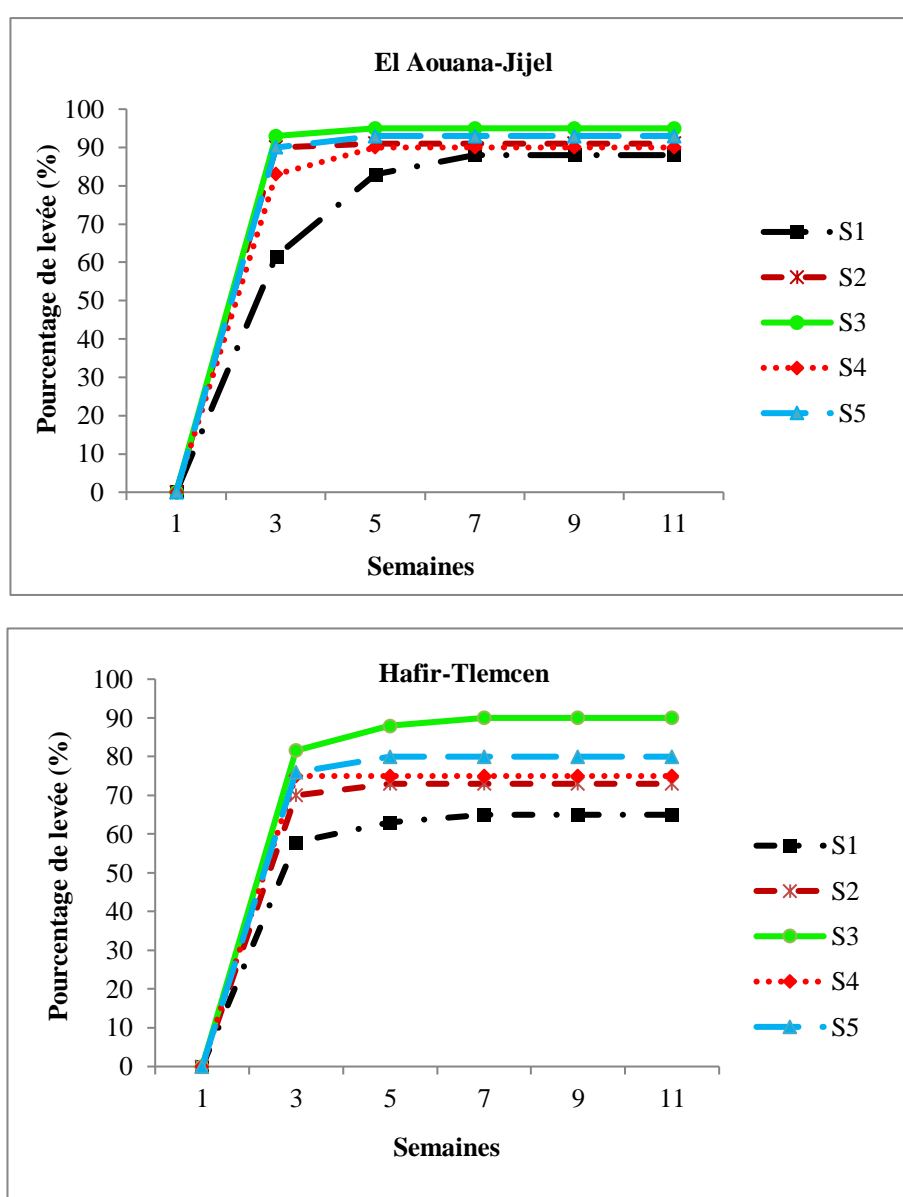 El Aouana-Jijel
Pourcentage de levée (%)
100
90
80
70
60
50
40
30
20
10
0
1 3 5 7 9 11
Semaines
S1
S2
S3
S4
S5
Hafir-Tlemcen
Pourcentage de levée (%)
100
90
80
70
60
50
40
30
20
10
0
1 3 5 7 9 11
Semaines
S1
S2
S3
S4
S5